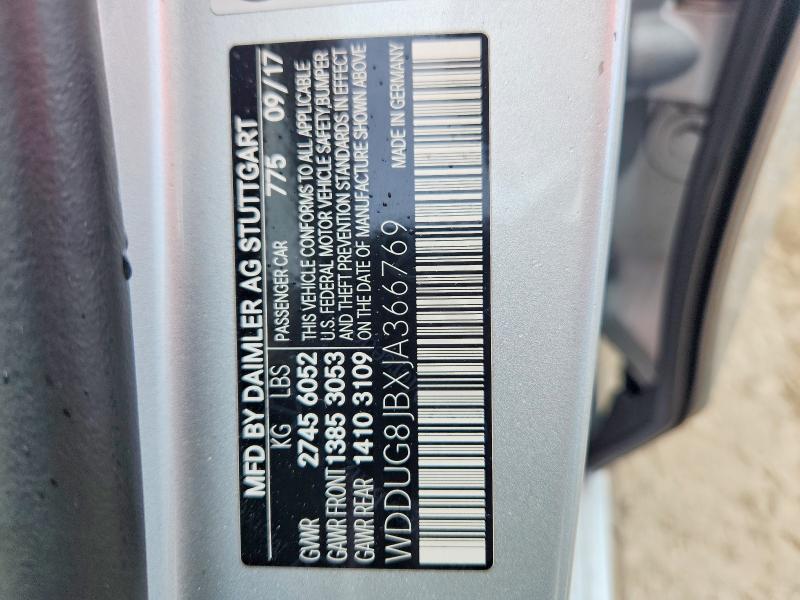 MFD BY DAIMLER AG STUTTGART
KG LBS PASSENGER CAR 775 09/17
GVWR 2745 6052 THIS VEHICLE CONFORMS TO ALL APPLICABLE
GAWR FRONT 1385 3053 U.S. FEDERAL MOTOR VEHICLE SAFETY,BUMPER
GAWR REAR 1410 3109 AND THEFT PREVENTION STANDARDS IN EFFECT
ON THE DATE OF MANUFACTURE SHOWN ABOVE
WDDUG8JBXJA366769 MADE IN GERMANY